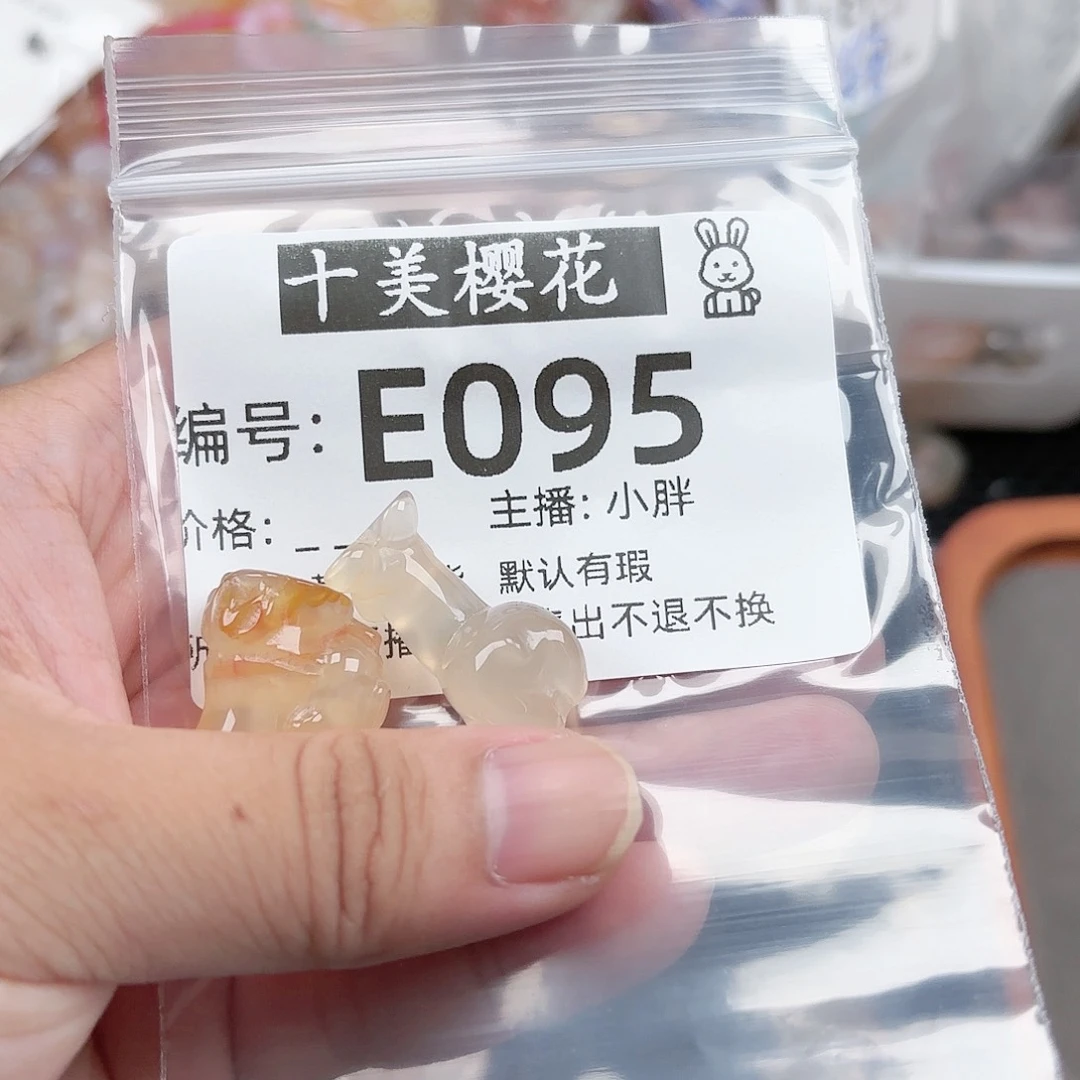 十美樱花
编号: E095
价格: _ _
主播: 小胖
默认有瑕
出不退不换